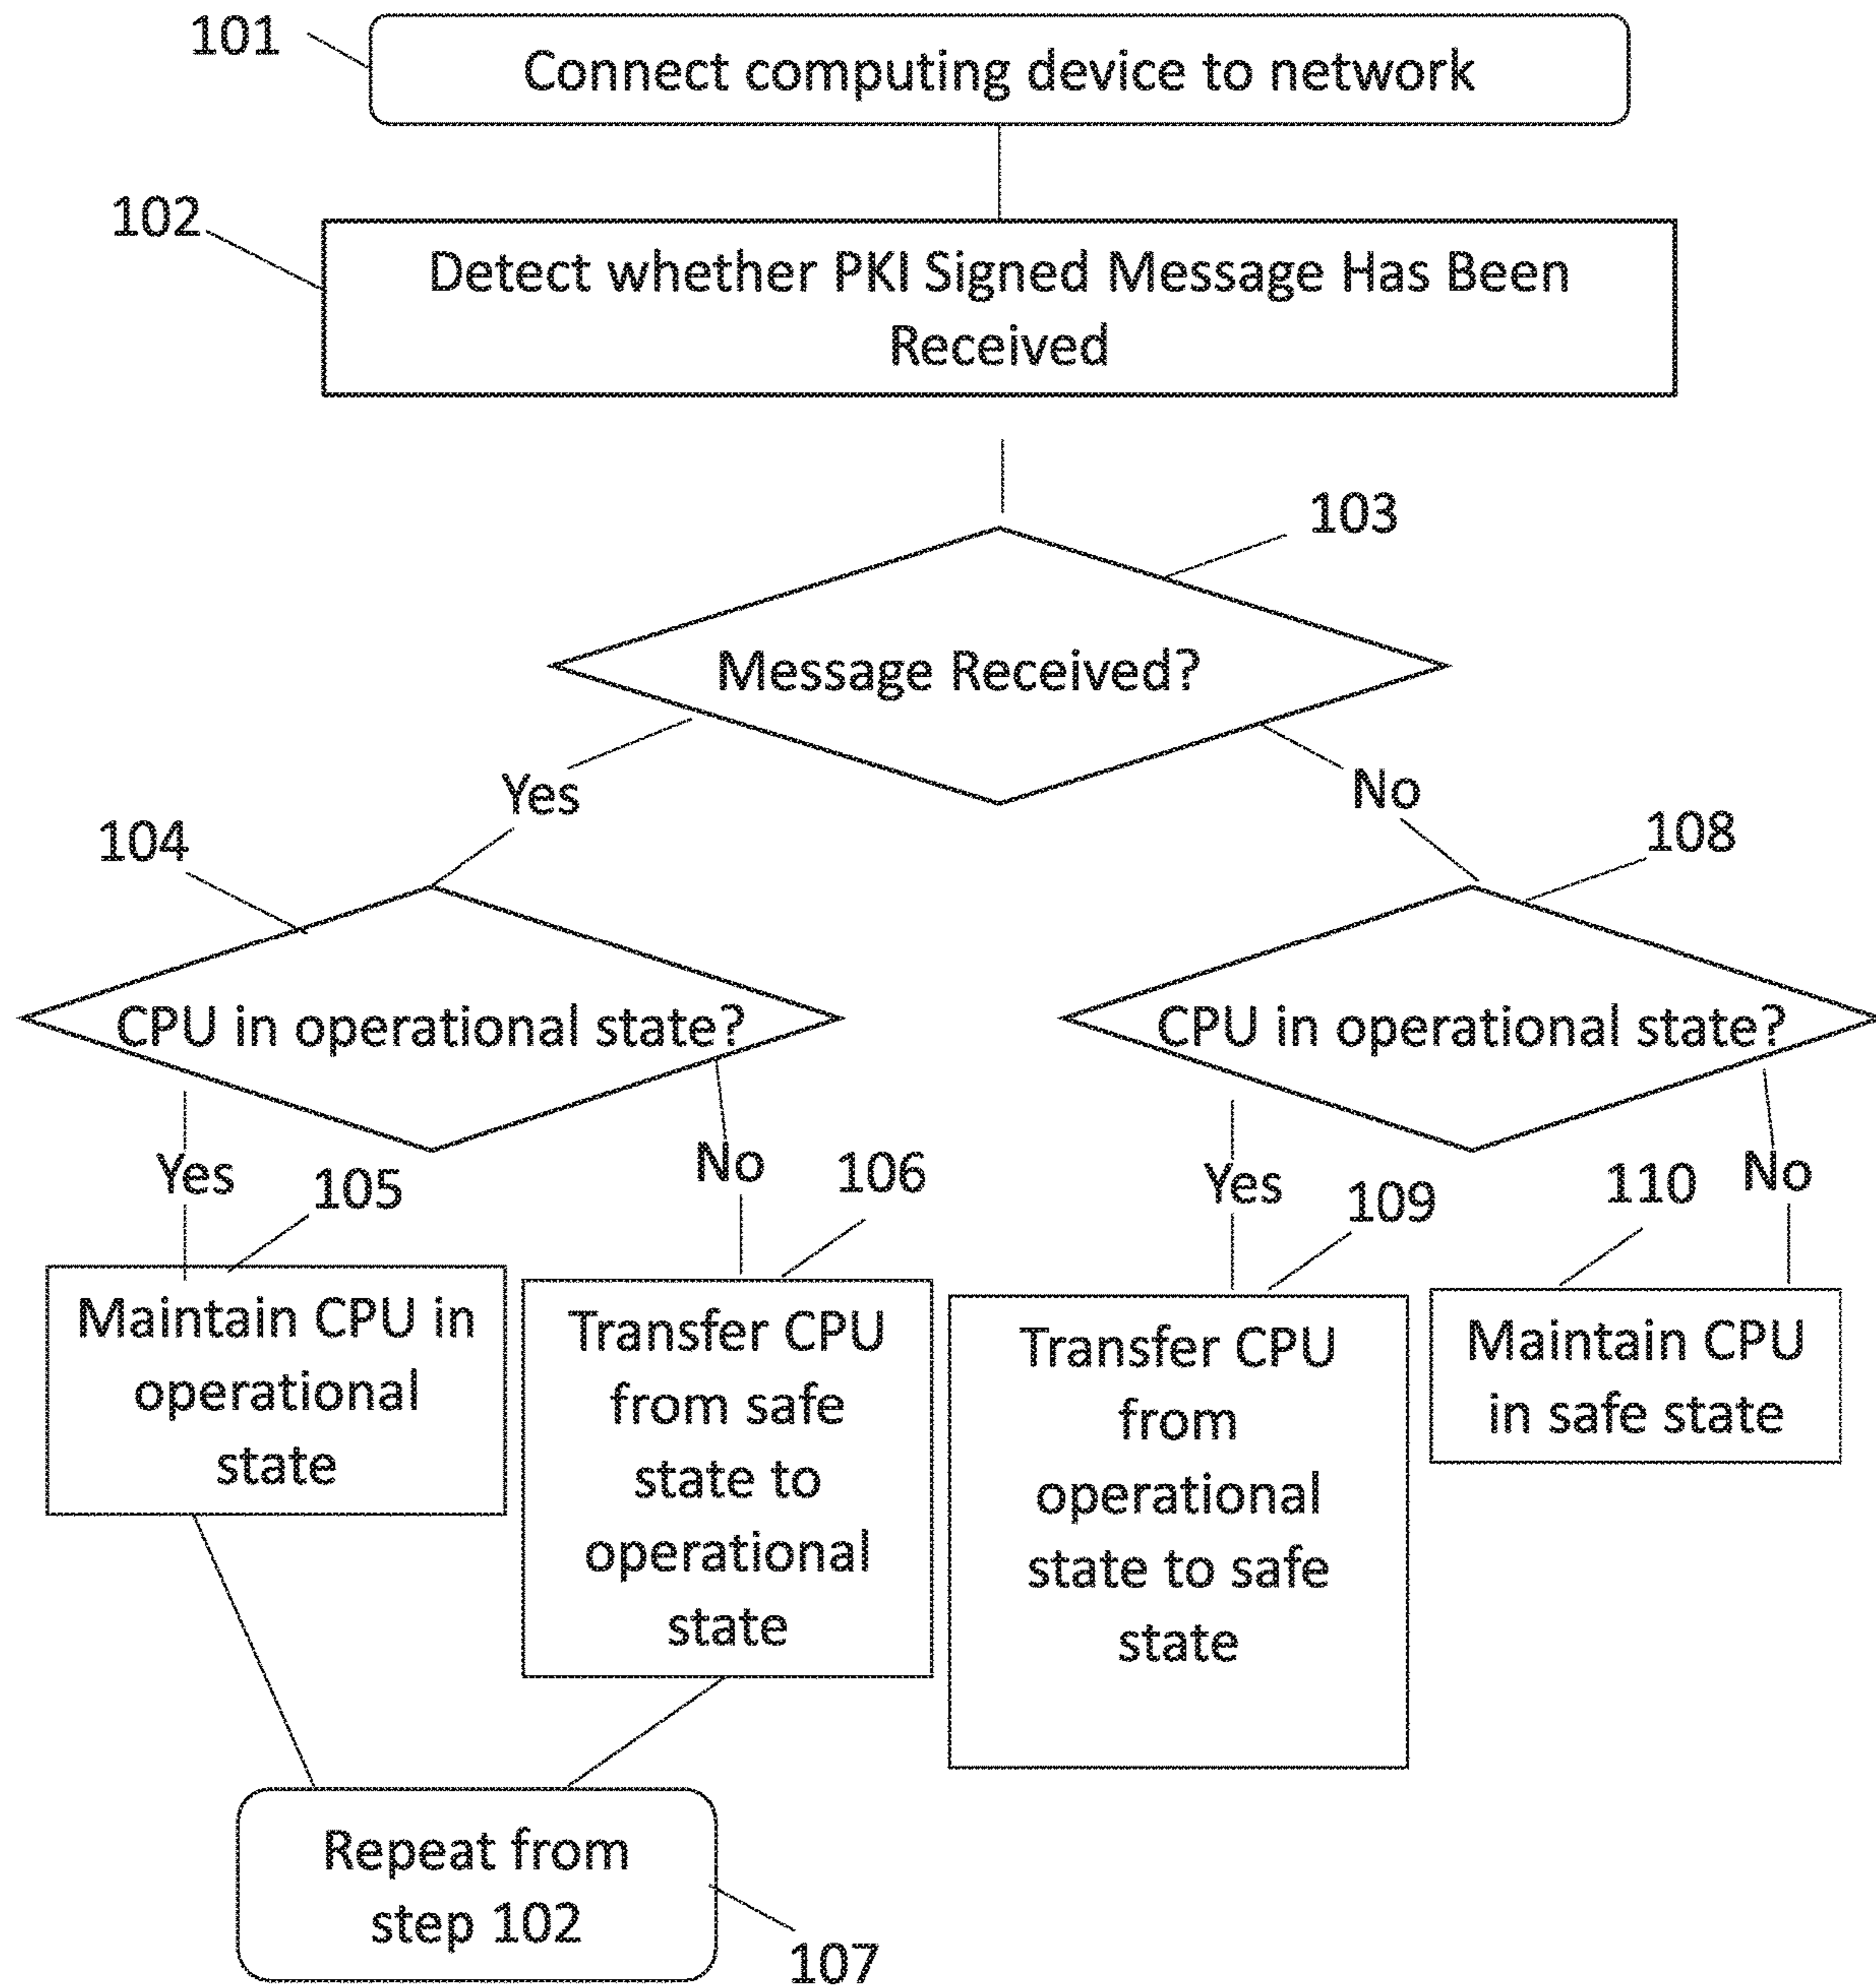 101
Connect computing device to network
102
Detect whether PKI Signed Message Has Been
Received
103
Message Received?
Yes
No
104
108
CPU in operational state?
CPU in operational state?
Yes
105
No
106
Yes
109
110
No
Maintain CPU in
operational
state
Transfer CPU
from safe
state to
operational
state
Transfer CPU
from
operational
state to safe
state
Maintain CPU
in safe state
Repeat from
step 102
107